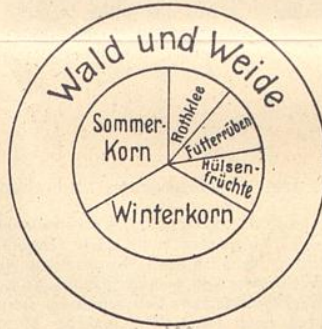 Wald und Weide
Sommer-
Korn
Rothklee
Futterrüben
Hülsen-
früchte
Winterkorn